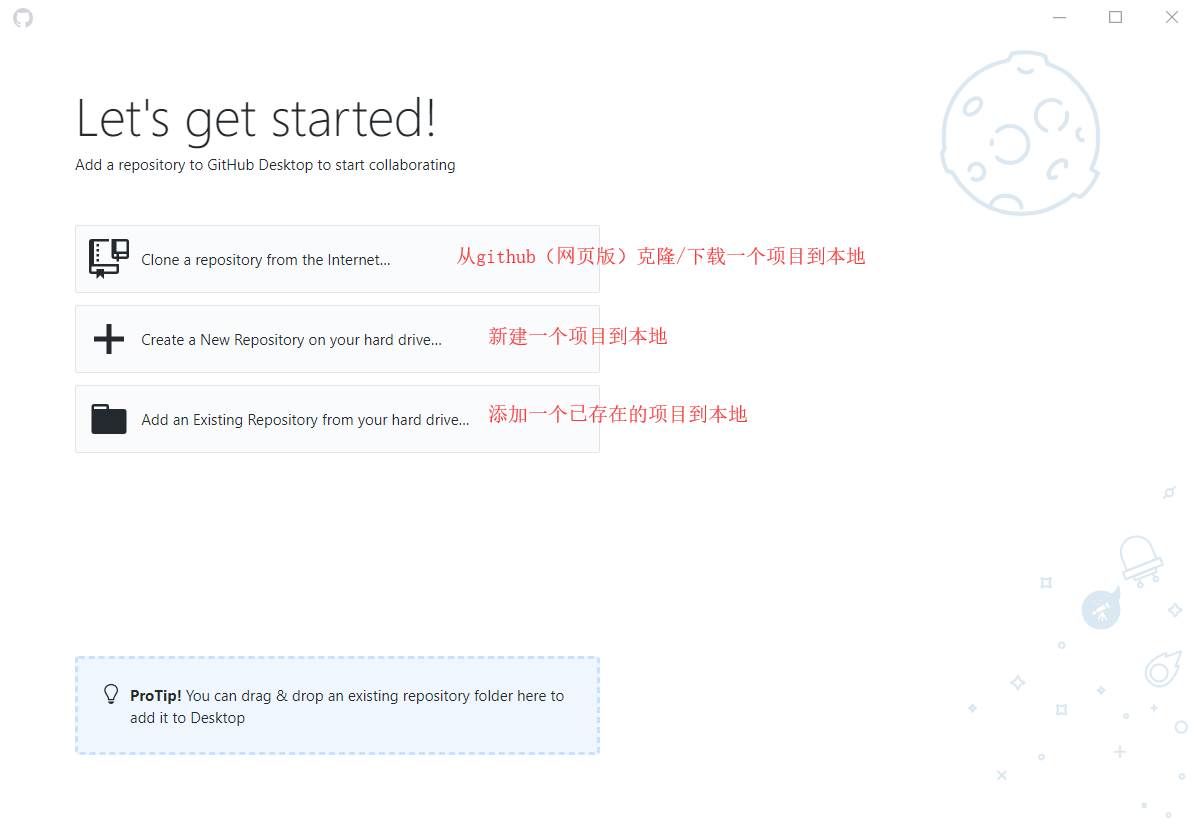 Let's get started!
Add a repository to GitHub Desktop to start collaborating
Clone a repository from the Internet...
从github（网页版）克隆/下载一个项目到本地
Create a New Repository on your hard drive...
新建一个项目到本地
Add an Existing Repository from your hard drive...
添加一个已存在的项目到本地
ProTip! You can drag & drop an existing repository folder here to
add it to Desktop